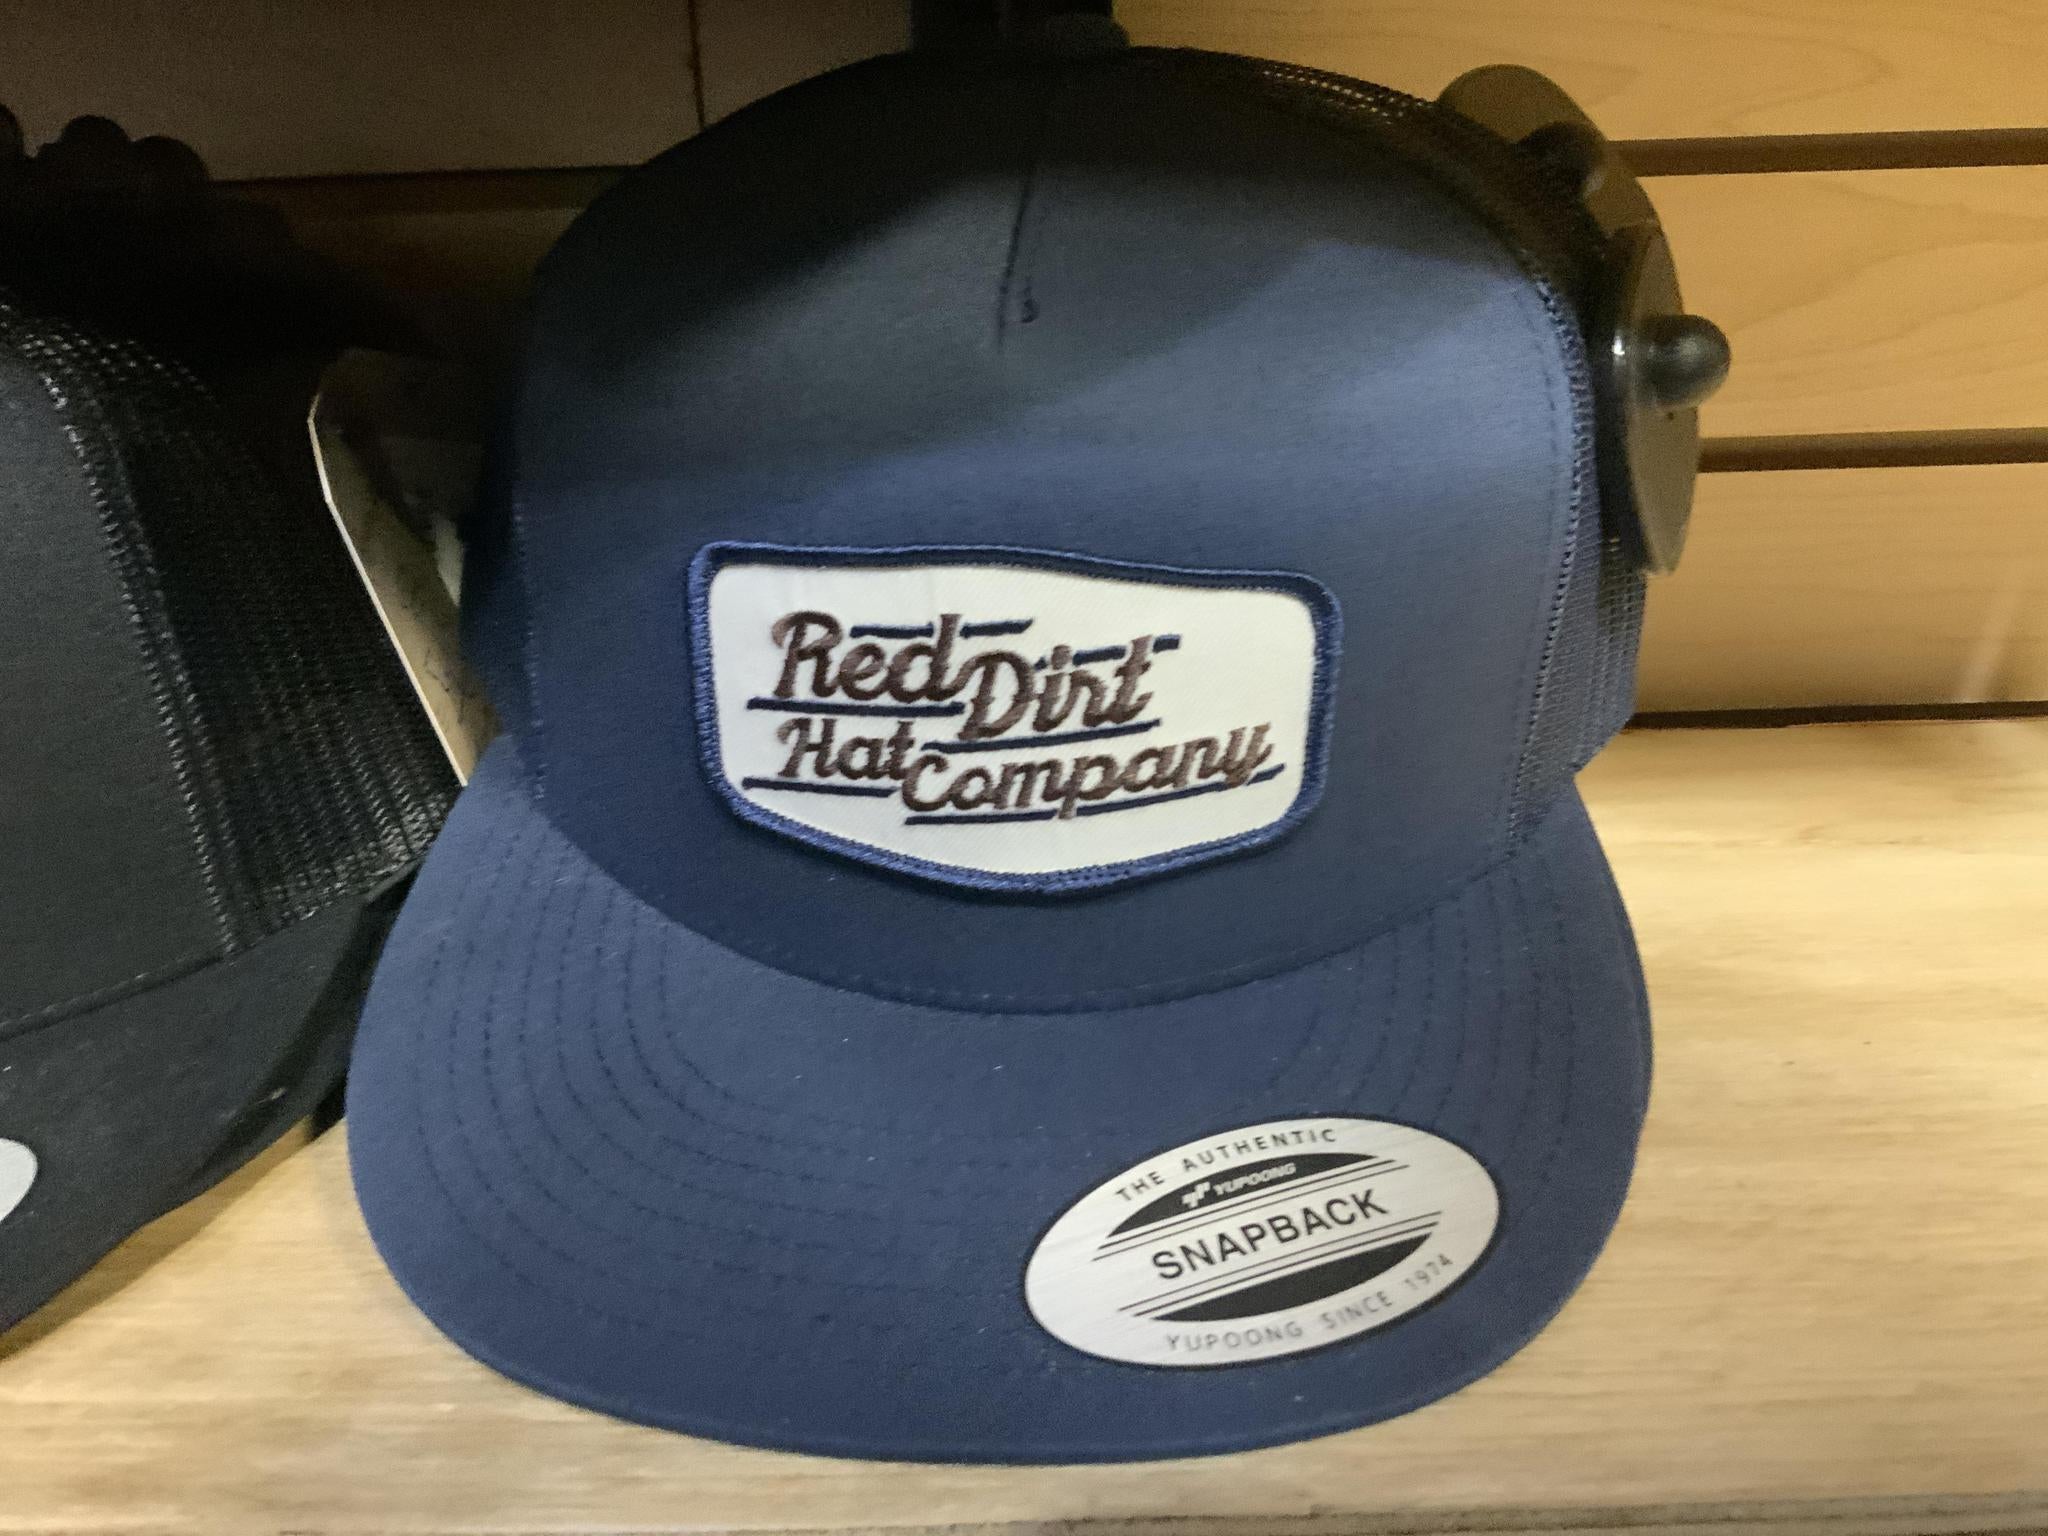 Red Dirt
Hat Company
THE AUTHENTIC
YUPOONG
SNAPBACK
YUPOONG SINCE 1974